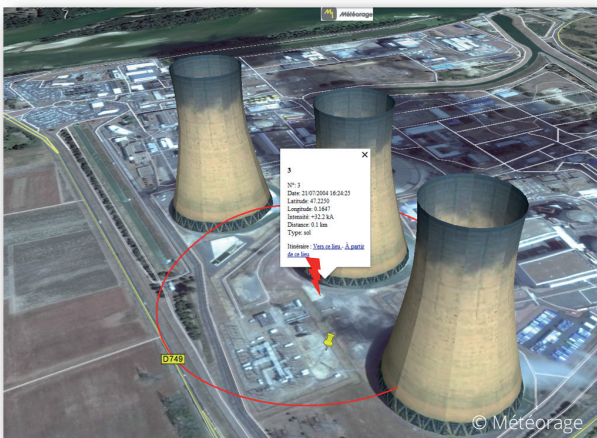 7
Météorage
3
N°: 3
Date: 21/07/2004 16:24:25
Latitude: 47.2250
Longitude: 0.1647
Intensité: +32.2 kA
Distance: 0.1 km
Type: sol
Itinéraire : Vers ce lieu - À partir
de ce lieu
D749
© Météorage